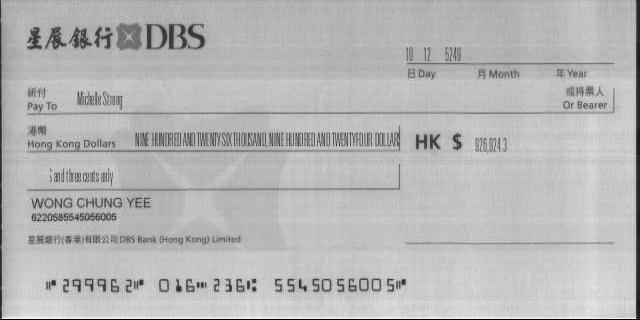 星展銀行 DBS
10 12 5249
日 Day 月 Month 年 Year
祈付 或持票人
Pay To Michelle Strong Or Bearer
港幣
Hong Kong Dollars NINE HUNDRED AND TWENTY SIX THOUSAND, NINE HUNDRED AND TWENTY FOUR DOLLAR HK $ 926,924.3
S and three cents only
WONG CHUNG YEE
6220585545056005
星展銀行(香港)有限公司 DBS Bank (Hong Kong) Limited
⑈299962⑈ 016⑉236⑆ 5545056005⑈